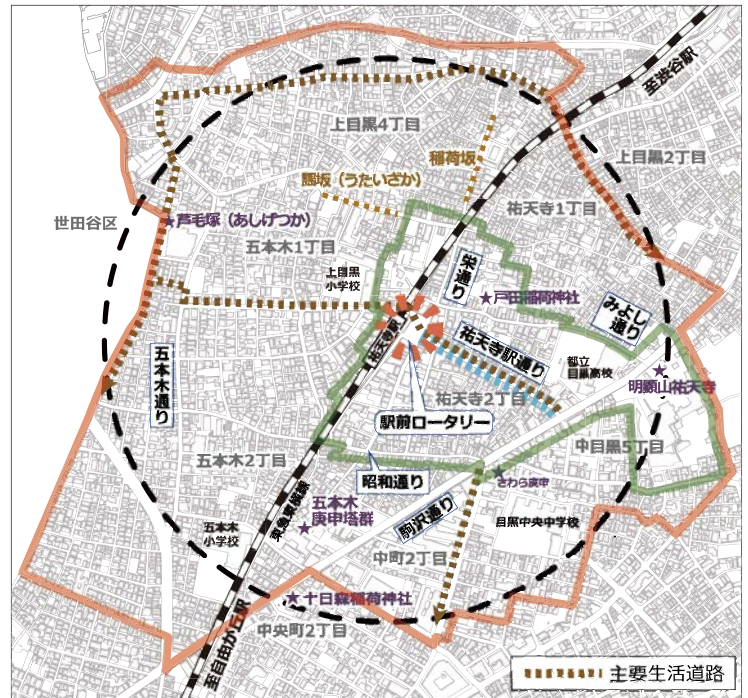 至渋谷駅
上目黒4丁目
上目黒2丁目
稲荷坂
謡坂（うたいざか）
祐天寺1丁目
世田谷区
芦毛塚（あしげつか）
五本木1丁目
上目黒
小学校
栄通り
戸田稲荷神社
みよし
通り
祐天寺駅
祐天寺駅通り
都立
目黒高校
明顕山祐天寺
五本木通り
祐天寺2丁目
駅前ロータリー
中目黒5丁目
五本木2丁目
昭和通り
さわら庚申
東急東横線
五本木
庚申塔群
駒沢通り
目黒中央中学校
五本木
小学校
中町2丁目
十日森稲荷神社
中央町2丁目
至自由が丘駅
主要生活道路